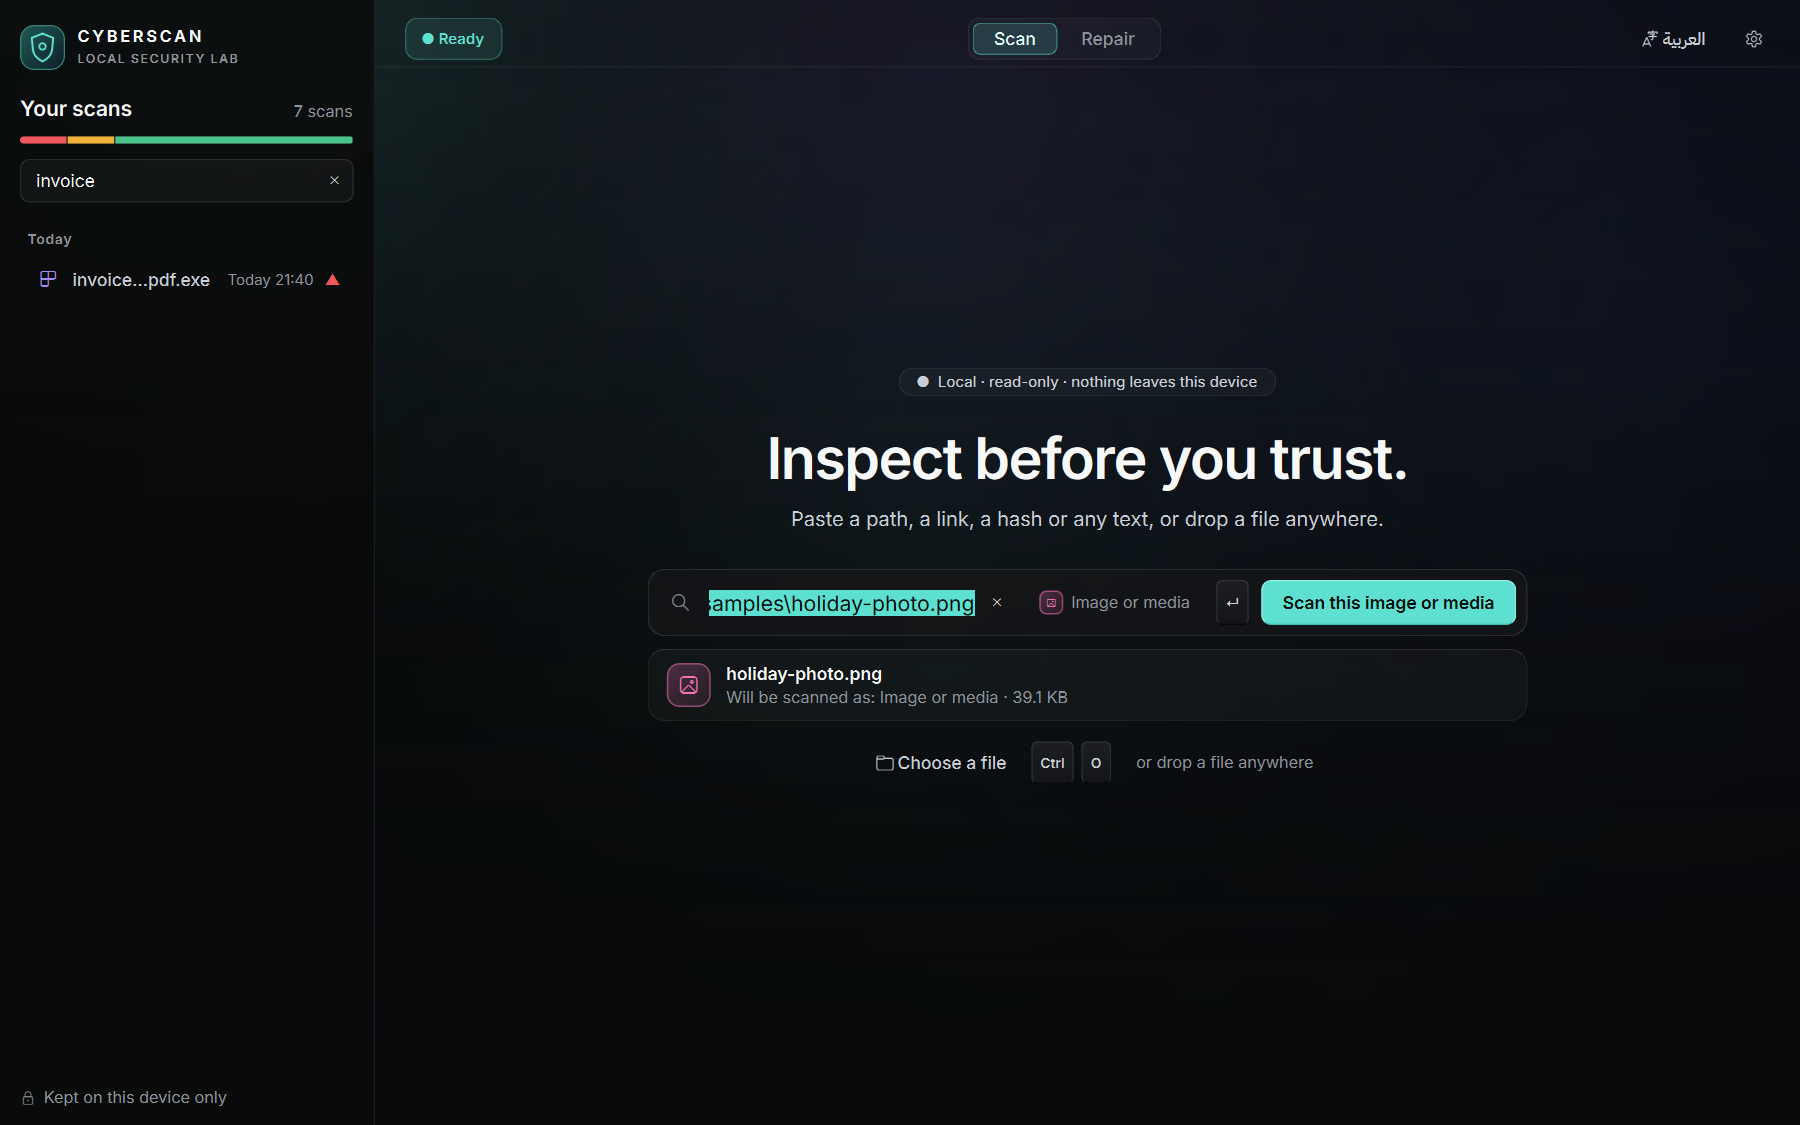 CYBERSCAN
LOCAL SECURITY LAB
Ready
Scan
Repair
العربية
Your scans
7 scans
invoice
Today
invoice...pdf.exe
Today 21:40
Local · read-only · nothing leaves this device
Inspect before you trust.
Paste a path, a link, a hash or any text, or drop a file anywhere.
samples\holiday-photo.png
Image or media
Scan this image or media
holiday-photo.png
Will be scanned as: Image or media · 39.1 KB
Choose a file
Ctrl
O
or drop a file anywhere
Kept on this device only